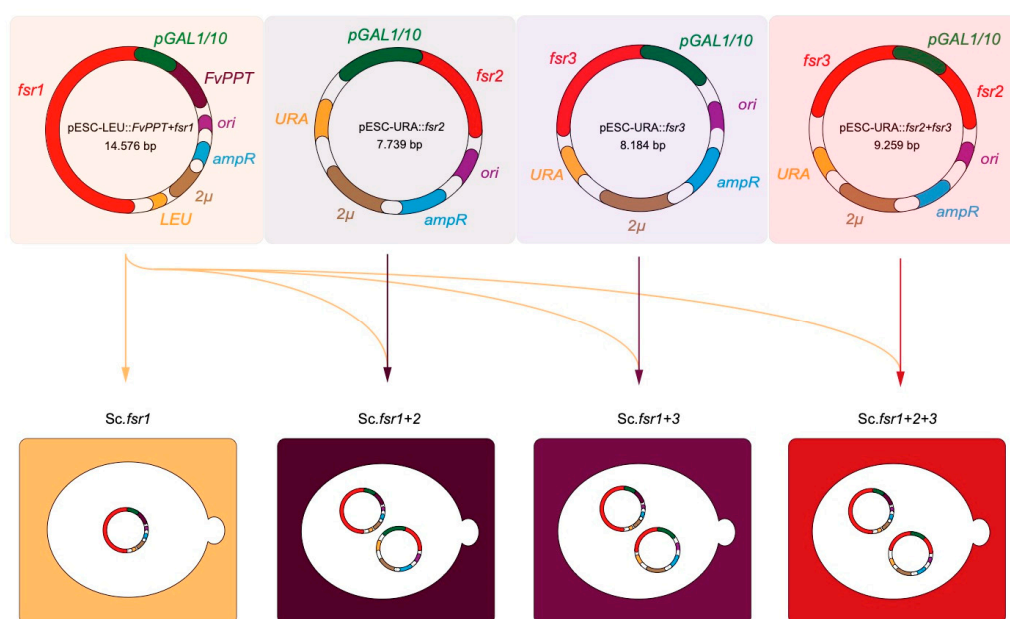 pGAL1/10
FvPPT
fsr1
ori
pESC-LEU::FvPPT+fsr1
14.576 bp
ampR
2µ
LEU
pGAL1/10
fsr2
URA
pESC-URA::fsr2
7.739 bp
ori
2µ
ampR
pGAL1/10
fsr3
ori
pESC-URA::fsr3
8.184 bp
URA
ampR
2µ
pGAL1/10
fsr3
fsr2
pESC-URA::fsr2+fsr3
9.259 bp
ori
URA
ampR
2µ
Sc.fsr1
Sc.fsr1+2
Sc.fsr1+3
Sc.fsr1+2+3